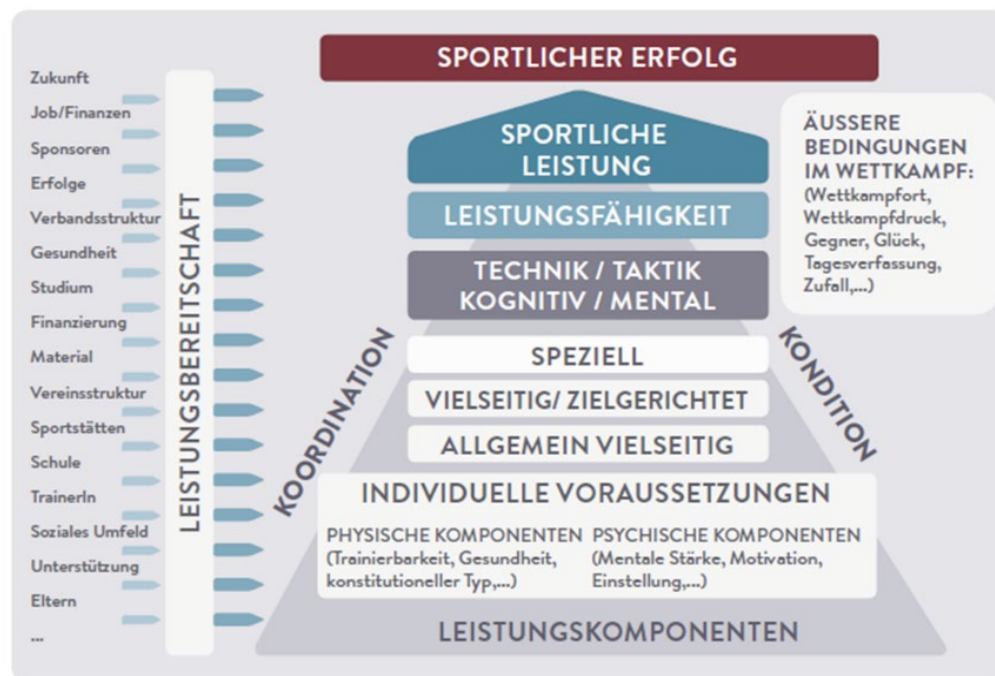 SPORTLICHER ERFOLG
Zukunft
Job/Finanzen
Sponsoren
Erfolge
Verbandsstruktur
Gesundheit
Studium
Finanzierung
Material
Vereinsstruktur
Sportstätten
Schule
TrainerIn
Soziales Umfeld
Unterstützung
Eltern
...
LEISTUNGSBEREITSCHAFT
SPORTLICHE
LEISTUNG
LEISTUNGSFÄHIGKEIT
TECHNIK / TAKTIK
KOGNITIV / MENTAL
KOORDINATION
KONDITION
SPEZIELL
VIELSEITIG/ ZIELGERICHTET
ALLGEMEIN VIELSEITIG
INDIVIDUELLE VORAUSSETZUNGEN
PHYSISCHE KOMPONENTEN
(Trainierbarkeit, Gesundheit,
konstitutioneller Typ,...)
PSYCHISCHE KOMPONENTEN
(Mentale Stärke, Motivation,
Einstellung,...)
LEISTUNGSKOMPONENTEN
ÄUSSERE
BEDINGUNGEN
IM WETTKAMPF:
(Wettkampfort,
Wettkampfdruck,
Gegner, Glück,
Tagesverfassung,
Zufall,...)